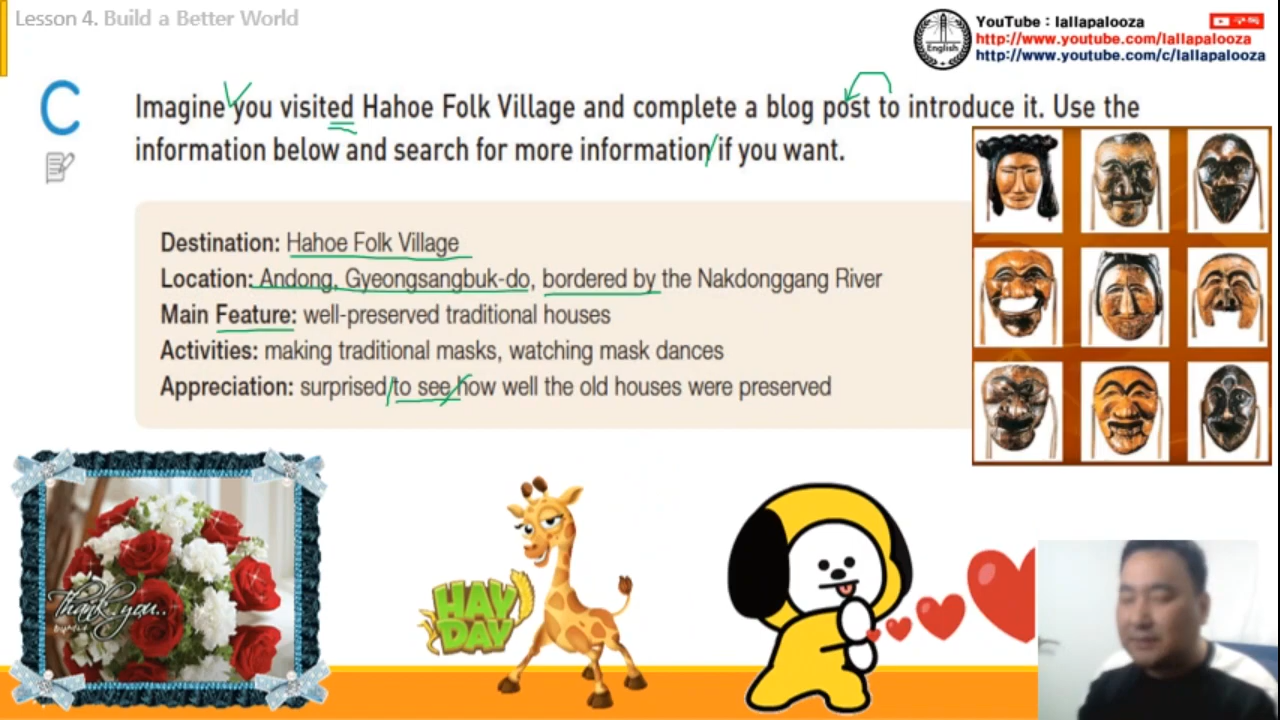 Lesson 4. Build a Better World
English
YouTube : lallapalooza
구독
http://www.youtube.com/lallapalooza
http://www.youtube.com/c/lallapalooza
C
Imagine you visited Hahoe Folk Village and complete a blog post to introduce it. Use the
information below and search for more information if you want.
Destination: Hahoe Folk Village
Location: Andong, Gyeongsangbuk-do, bordered by the Nakdonggang River
Main Feature: well-preserved traditional houses
Activities: making traditional masks, watching mask dances
Appreciation: surprised to see how well the old houses were preserved
Thank you..
HAY
DAY